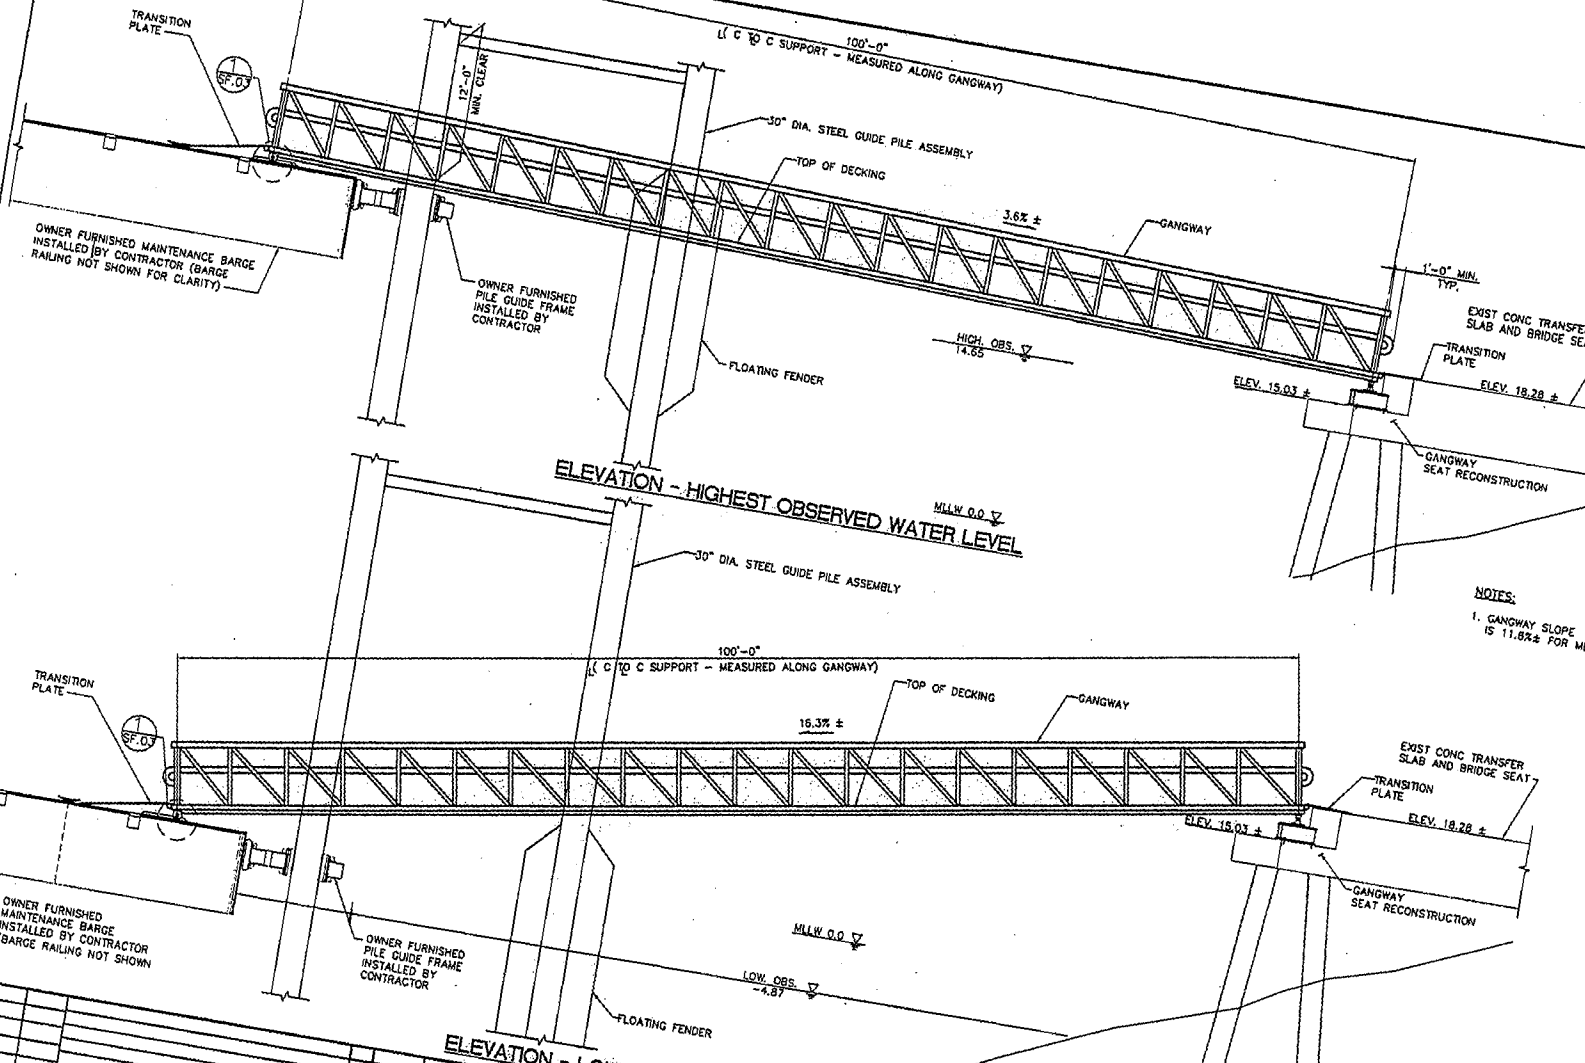 TRANSITION
PLATE
1
SF.03
12'-0"
MIN. CLEAR
100'-0"
(℄ TO ℄ SUPPORT - MEASURED ALONG GANGWAY)
30" DIA. STEEL GUIDE PILE ASSEMBLY
TOP OF DECKING
3.6% ±
GANGWAY
1'-0" MIN.
TYP.
EXIST CONC TRANSFE
SLAB AND BRIDGE SE
TRANSITION
PLATE
ELEV. 15.03 ±
ELEV. 18.28 ±
OWNER FURNISHED MAINTENANCE BARGE
INSTALLED BY CONTRACTOR (BARGE
RAILING NOT SHOWN FOR CLARITY)
OWNER FURNISHED
PILE GUIDE FRAME
INSTALLED BY
CONTRACTOR
HIGH. OBS.
14.65
FLOATING FENDER
GANGWAY
SEAT RECONSTRUCTION
ELEVATION - HIGHEST OBSERVED WATER LEVEL
MLLW 0.0
30" DIA. STEEL GUIDE PILE ASSEMBLY
NOTES:
1. GANGWAY SLOPE
IS 11.8%± FOR
100'-0"
(℄ TO ℄ SUPPORT - MEASURED ALONG GANGWAY)
TRANSITION
PLATE
1
SF.03
TOP OF DECKING
GANGWAY
16.3% ±
EXIST CONC TRANSFER
SLAB AND BRIDGE SEAT
TRANSITION
PLATE
ELEV. 15.03 ±
ELEV. 18.28 ±
GANGWAY
SEAT RECONSTRUCTION
OWNER FURNISHED
MAINTENANCE BARGE
INSTALLED BY CONTRACTOR
BARGE RAILING NOT SHOWN
OWNER FURNISHED
PILE GUIDE FRAME
INSTALLED BY
CONTRACTOR
MLLW 0.0
LOW. OBS.
-4.87
FLOATING FENDER
ELEVATION -